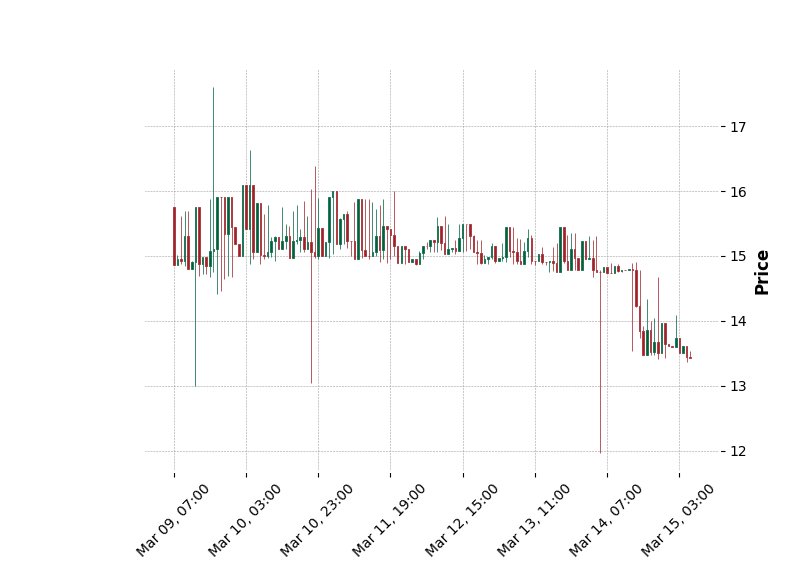 17
16
15
14
13
12
Price
Mar 09, 07:00
Mar 10, 03:00
Mar 10, 23:00
Mar 11, 19:00
Mar 12, 15:00
Mar 13, 11:00
Mar 14, 07:00
Mar 15, 03:00